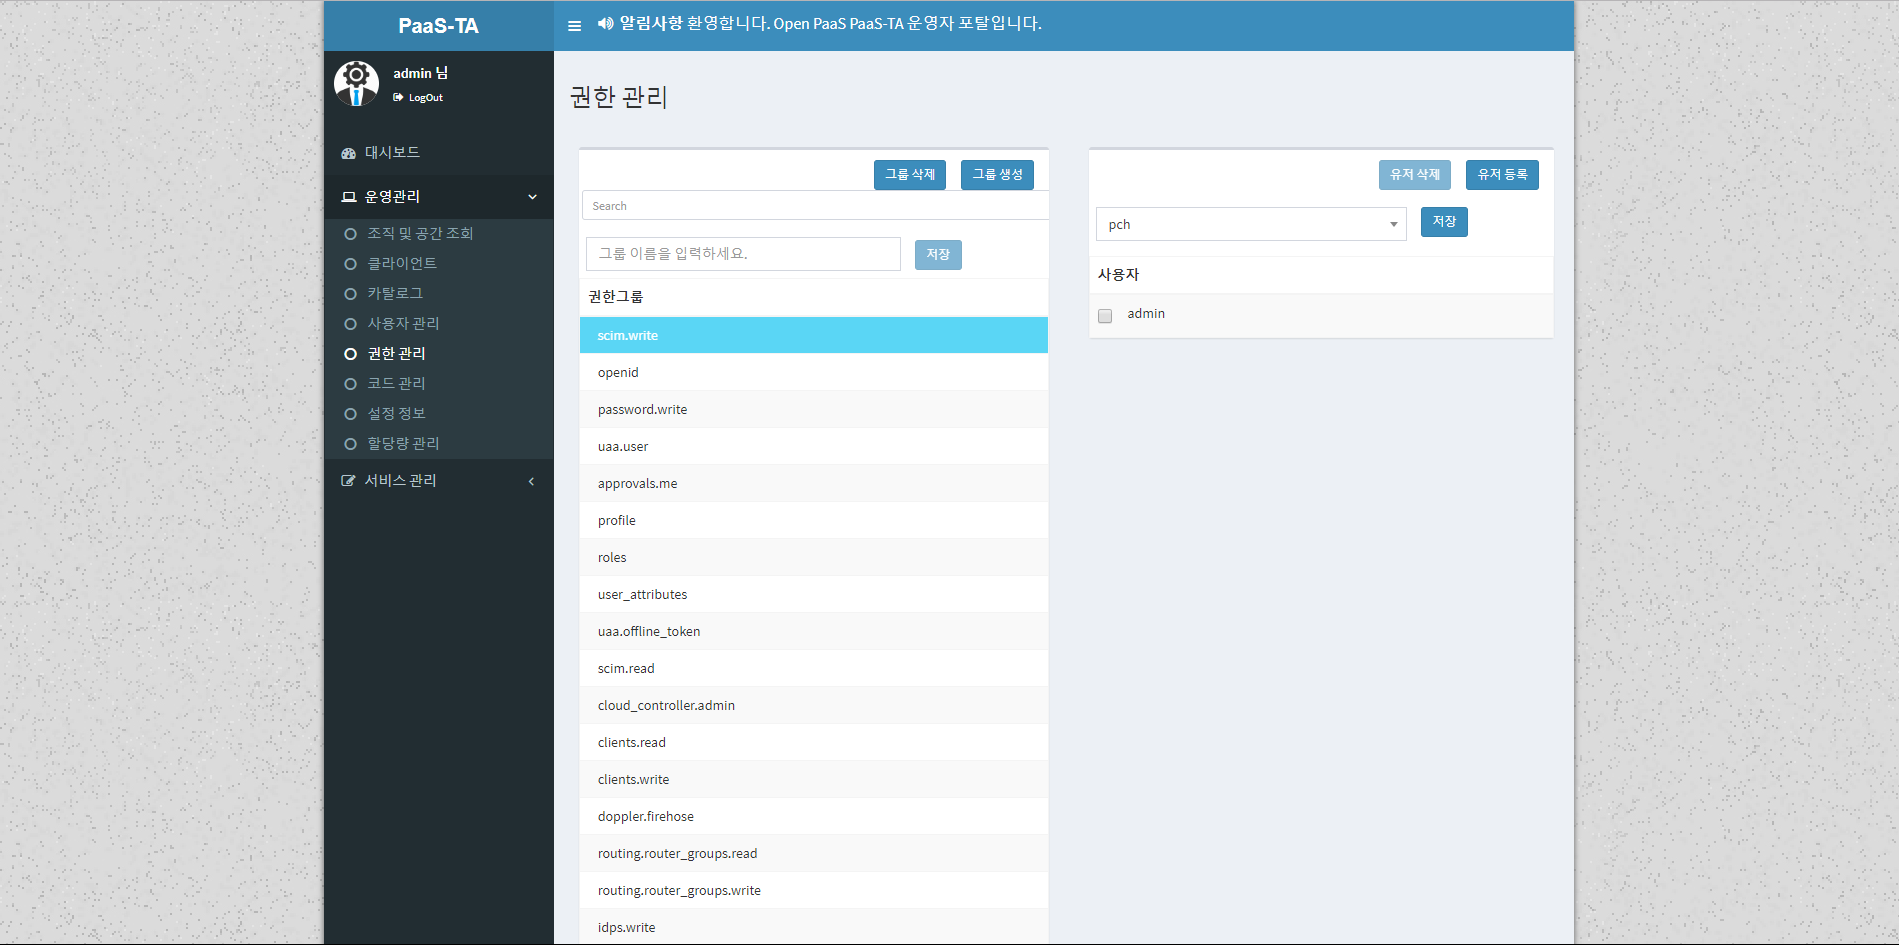 PaaS-TA
알림사항 환영합니다. Open PaaS PaaS-TA 운영자 포탈입니다.
admin 님
LogOut
대시보드
운영관리
조직 및 공간 조회
클라이언트
카탈로그
사용자 관리
권한 관리
코드 관리
설정 정보
할당량 관리
서비스 관리
권한 관리
그룹 삭제
그룹 생성
Search
그룹 이름을 입력하세요.
저장
권한그룹
scim.write
openid
password.write
uaa.user
approvals.me
profile
roles
user_attributes
uaa.offline_token
scim.read
cloud_controller.admin
clients.read
clients.write
doppler.firehose
routing.router_groups.read
routing.router_groups.write
idps.write
유저 삭제
유저 등록
pch
저장
사용자
admin